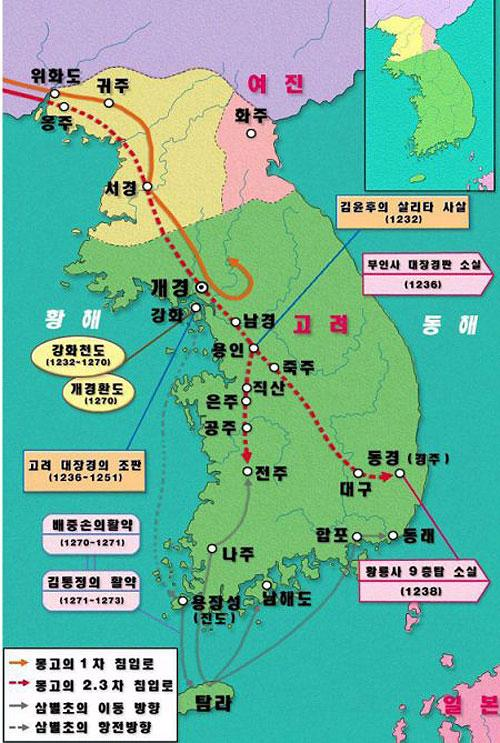 위화도
귀주
여진
용주
화주
서경
김윤후의 살리타 사살
(1232)
부인사 대장경판 소실
(1236)
개경
강화
황해
남경
고려
동해
강화천도
(1232-1270)
용인
죽주
개경환도
(1270)
직산
은주
공주
고려 대장경의 조판
(1236-1251)
전주
대구
동경 (경주)
배중손의활약
(1270-1271)
합포
동래
나주
황룡사 9층탑 소실
(1238)
김통정의 활약
(1271-1273)
용장성
(진도)
남해도
탐라
일본
몽고의 1차 침입로
몽고의 2.3차 침입로
삼별초의 이동 방향
삼별초의 항전방향